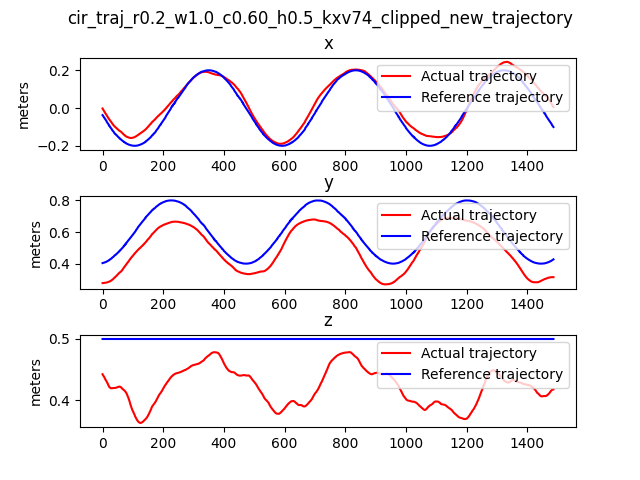 cir_traj_r0.2_w1.0_c0.60_h0.5_kxv74_clipped_new_trajectory
x
0.2
0.0
−0.2
meters
Actual trajectory
Reference trajectory
0 200 400 600 800 1000 1200 1400
y
0.8
0.6
0.4
meters
Actual trajectory
Reference trajectory
0 200 400 600 800 1000 1200 1400
z
0.5
0.4
meters
Actual trajectory
Reference trajectory
0 200 400 600 800 1000 1200 1400